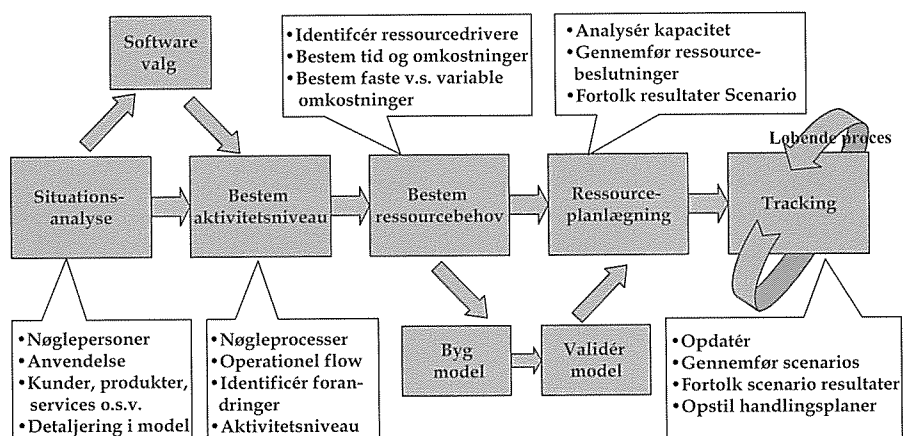 Software
valg
•Identifcér ressourcedrivere
•Bestem tid og omkostninger
•Bestem faste v.s. variable
omkostninger
•Analysér kapacitet
•Gennemfør ressource-
beslutninger
•Fortolk resultater Scenario
Løbende proces
Situations-
analyse
Bestem
aktivitetsniveau
Bestem
ressourcebehov
Ressource-
planlægning
Tracking
•Nøglepersoner
•Anvendelse
•Kunder, produkter,
services o.s.v.
•Detaljering i model
•Nøgleprocesser
•Operationel flow
•Identificér foran-
dringer
•Aktivitetsniveau
Byg
model
Validér
model
•Opdatér
•Gennemfør scenarios
•Fortolk scenario resultater
•Opstil handlingsplaner